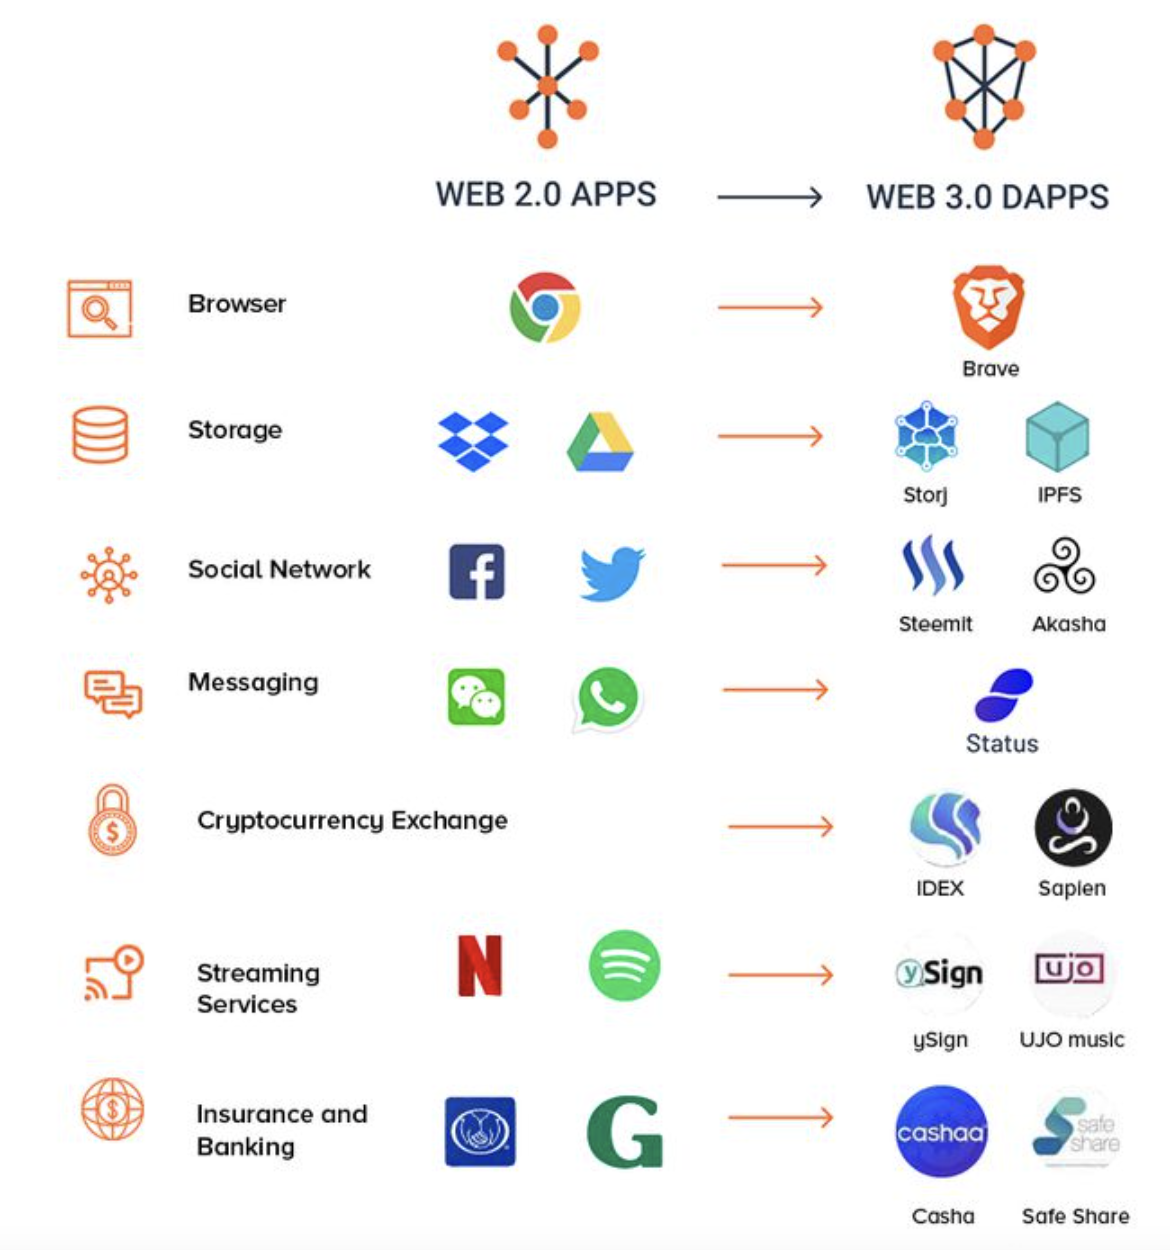 WEB 2.0 APPS
WEB 3.0 DAPPS
Browser
Brave
Storage
Storj
IPFS
Social Network
Steemit
Akasha
Messaging
Status
$
Cryptocurrency Exchange
IDEX
Sapien
N
Streaming
Services
ySign
ujo
ySign
UJO music
$
Insurance and
Banking
G
cashaa
safe
share
Casha
Safe Share